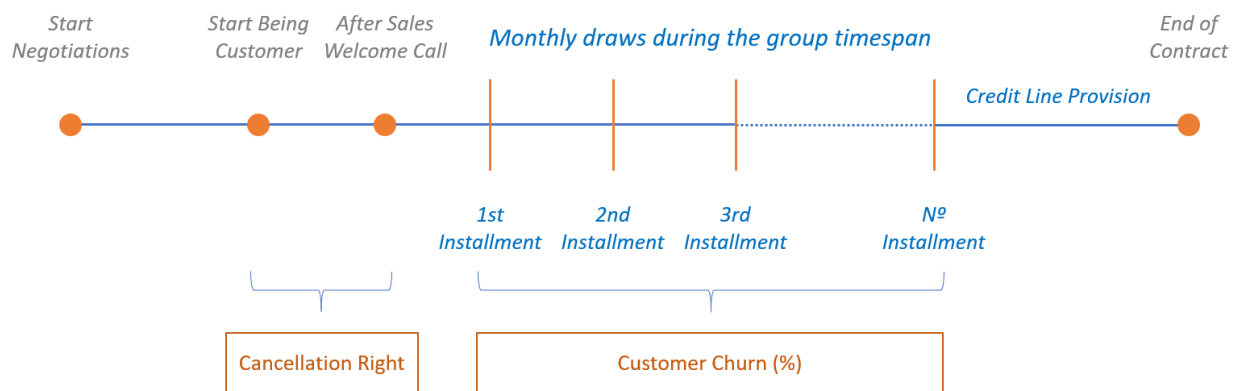 Start
Negotiations
Start Being
Customer
After Sales
Welcome Call
Monthly draws during the group timespan
End of
Contract
Credit Line Provision
1st
Installment
2nd
Installment
3rd
Installment
Nº
Installment
Cancellation Right
Customer Churn (%)